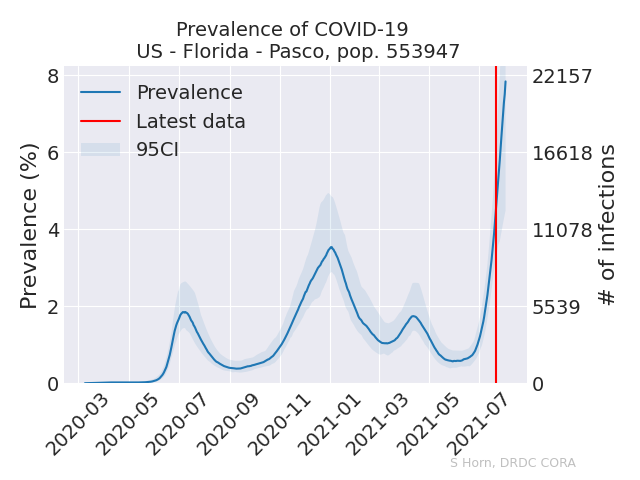 Prevalence of COVID-19
US - Florida - Pasco, pop. 553947
Prevalence
Latest data
95CI
Prevalence (%)
8
6
4
2
0
22157
16618
11078
5539
0
# of infections
2020-03
2020-05
2020-07
2020-09
2020-11
2021-01
2021-03
2021-05
2021-07
S Horn, DRDC CORA